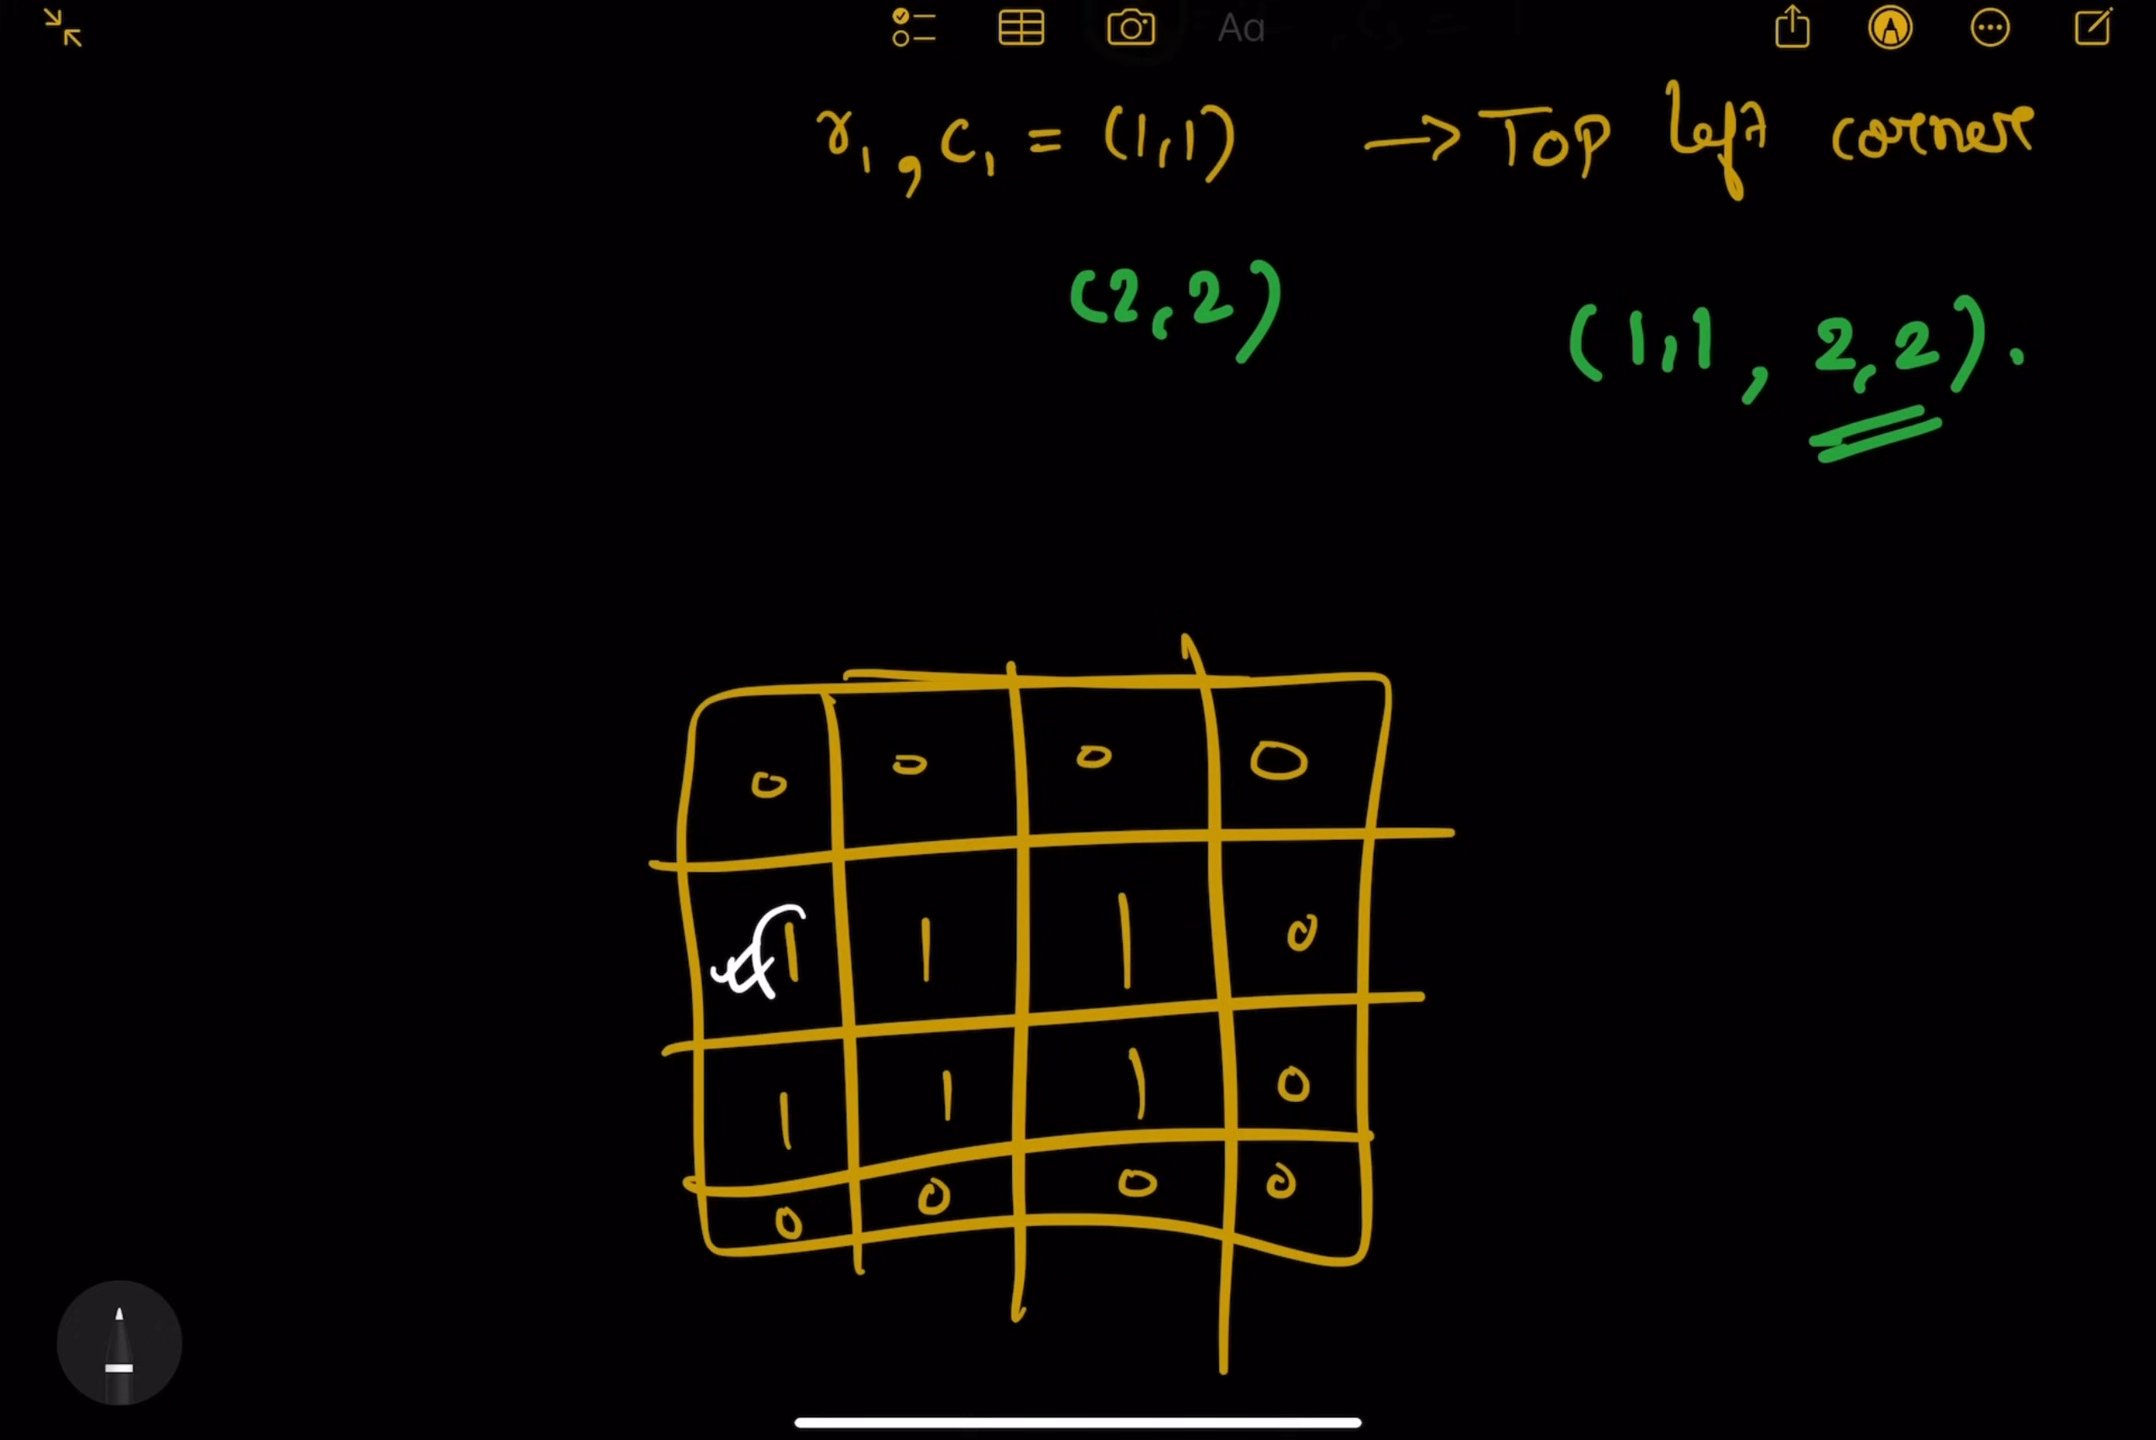 Aa
r₁, c₁ = (1,1) → Top left corner
(2,2) (1,1, 2,2).
0 0 0 0
1 1 1 0
1 1 1 0
0 0 0 0